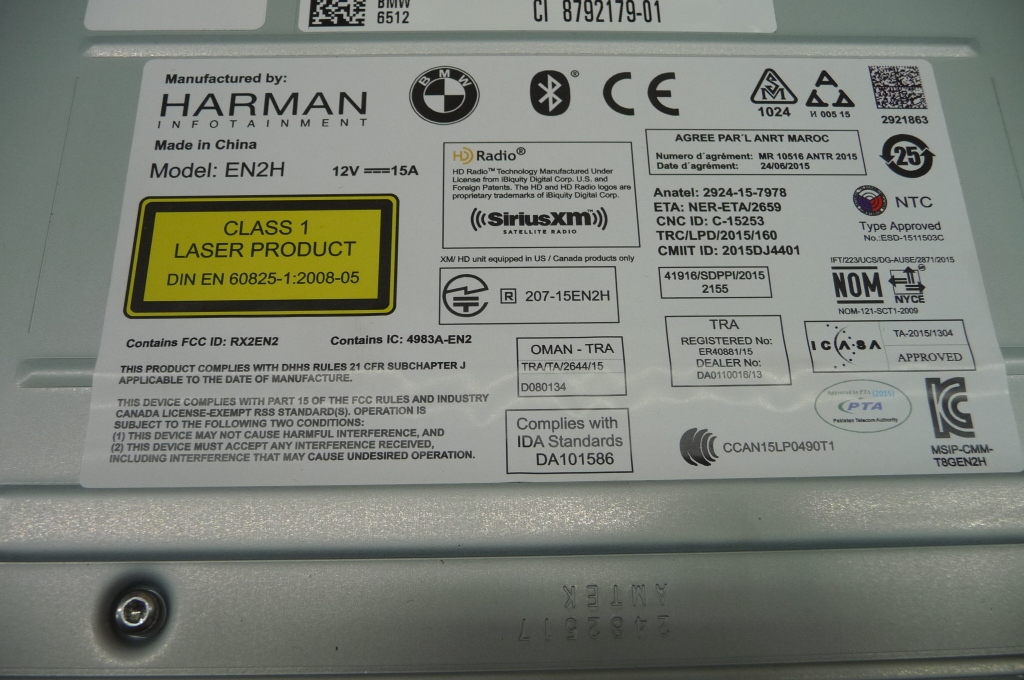 BMW
6512
CI 8792179-01
Manufactured by:
HARMAN
INFOTAINMENT
Made in China
Model: EN2H 12V 15A
BMW
®
CE
1024
H 005 15
2921863
CLASS 1
LASER PRODUCT
DIN EN 60825-1:2008-05
HD Radio®
HD Radio™ Technology Manufactured Under
License from iBiquity Digital Corp. U.S. and
Foreign Patents. The HD and HD Radio logos are
proprietary trademarks of iBiquity Digital Corp.
((SiriusXm))
SATELLITE RADIO
XM/ HD unit equipped in US / Canada products only
R 207-15EN2H
AGREE PAR´L ANRT MAROC
Numero d´agrément: MR 10516 ANTR 2015
Date d´agrément: 24/06/2015
25
Anatel: 2924-15-7978
ETA: NER-ETA/2659
CNC ID: C-15253
TRC/LPD/2015/160
CMIIT ID: 2015DJ4401
NTC
Type Approved
No.:ESD-1511503C
41916/SDPPI/2015
2155
IFT/223/UCS/DG-AUSE/2871/2015
NOM
NYCE
NOM-121-SCT1-2009
Contains FCC ID: RX2EN2 Contains IC: 4983A-EN2
THIS PRODUCT COMPLIES WITH DHHS RULES 21 CFR SUBCHAPTER J
APPLICABLE TO THE DATE OF MANUFACTURE.
THIS DEVICE COMPLIES WITH PART 15 OF THE FCC RULES AND INDUSTRY
CANADA LICENSE-EXEMPT RSS STANDARD(S). OPERATION IS
SUBJECT TO THE FOLLOWING TWO CONDITIONS:
(1) THIS DEVICE MAY NOT CAUSE HARMFUL INTERFERENCE, AND
(2) THIS DEVICE MUST ACCEPT ANY INTERFERENCE RECEIVED,
INCLUDING INTERFERENCE THAT MAY CAUSE UNDESIRED OPERATION.
OMAN - TRA
TRA/TA/2644/15
D080134
Complies with
IDA Standards
DA101586
TRA
REGISTERED No:
ER40881/15
DEALER No:
DA0110016/13
ICASA
TA-2015/1304
APPROVED
Approved by PTA
PTA
Pakistan Telecom Authority
CCAN15LP0490T1
MSIP-CMM-
T8GEN2H
AMTEK